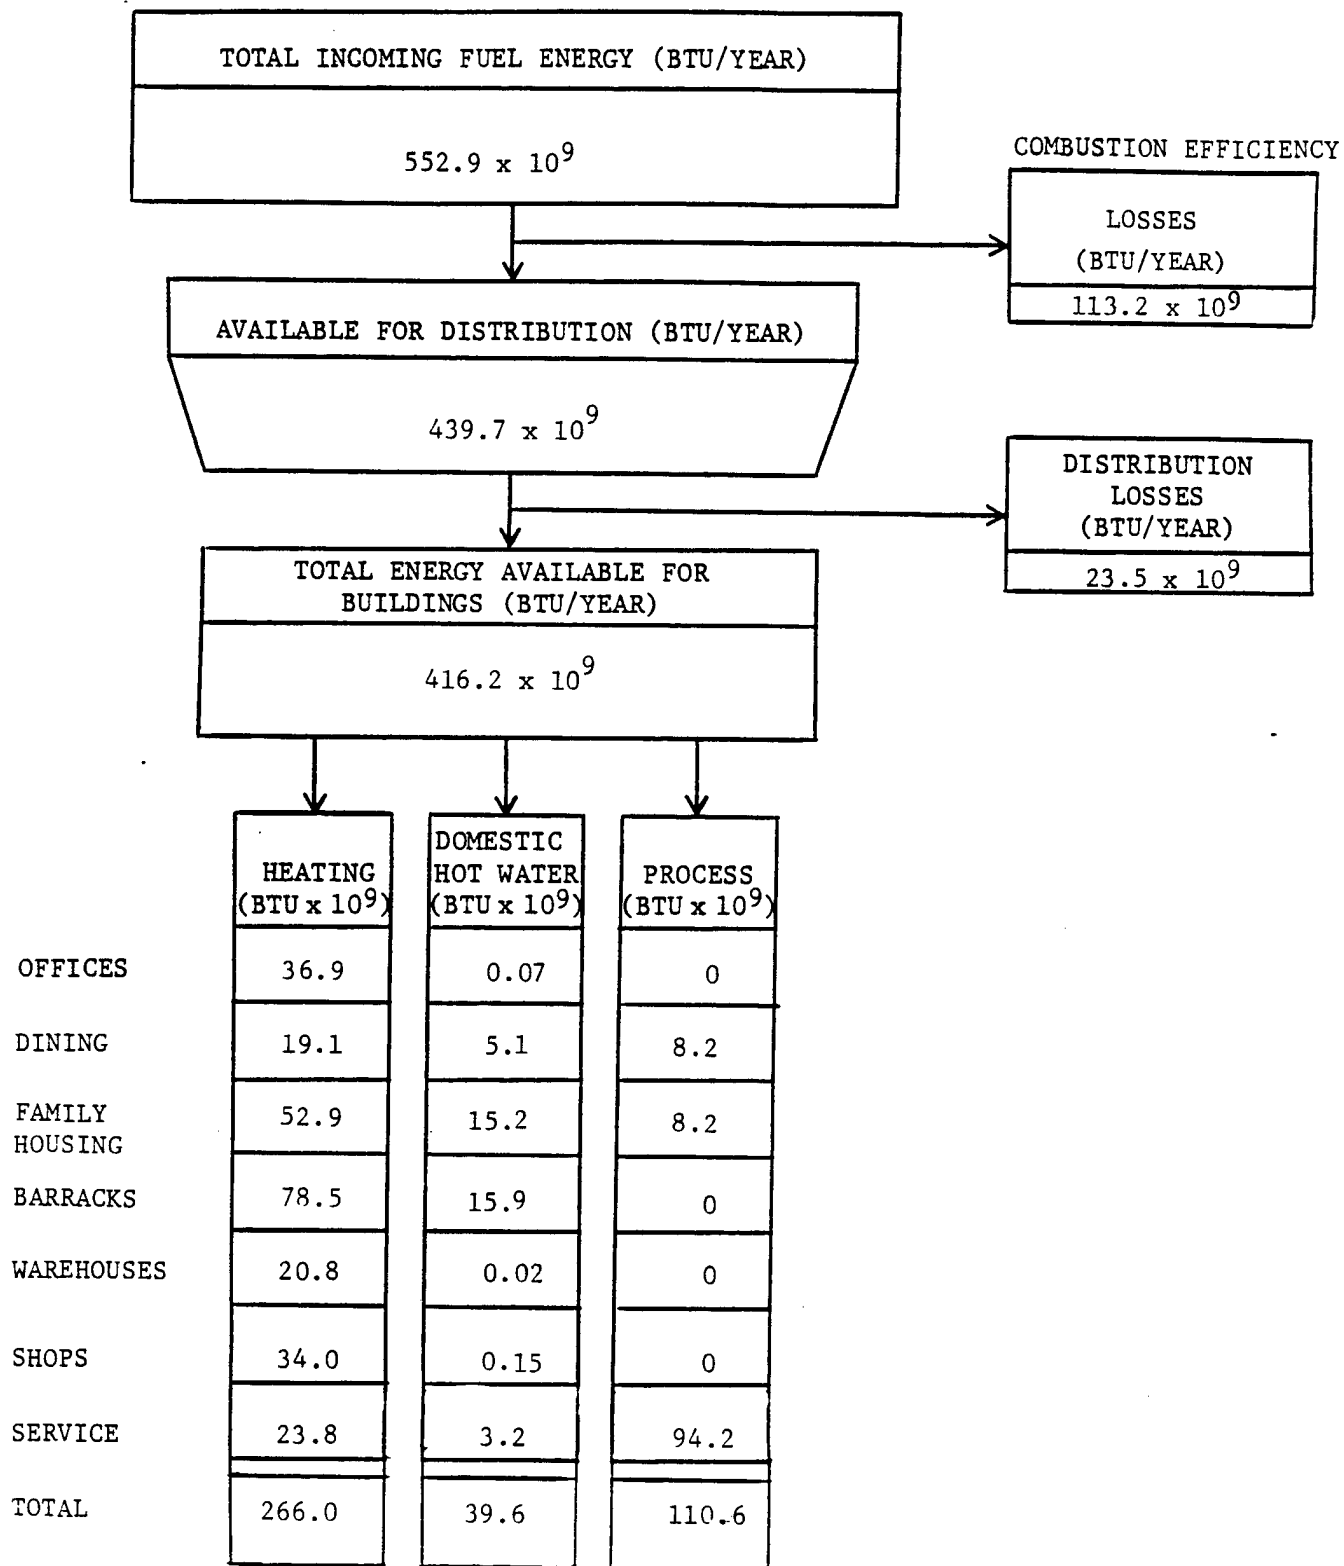 TOTAL INCOMING FUEL ENERGY (BTU/YEAR)
552.9 x 10⁹
COMBUSTION EFFICIENCY
LOSSES
(BTU/YEAR)
113.2 x 10⁹
AVAILABLE FOR DISTRIBUTION (BTU/YEAR)
439.7 x 10⁹
DISTRIBUTION
LOSSES
(BTU/YEAR)
23.5 x 10⁹
TOTAL ENERGY AVAILABLE FOR
BUILDINGS (BTU/YEAR)
416.2 x 10⁹
HEATING
(BTU x 10⁹)
DOMESTIC
HOT WATER
(BTU x 10⁹)
PROCESS
(BTU x 10⁹)
OFFICES 36.9 0.07 0
DINING 19.1 5.1 8.2
FAMILY
HOUSING 52.9 15.2 8.2
BARRACKS 78.5 15.9 0
WAREHOUSES 20.8 0.02 0
SHOPS 34.0 0.15 0
SERVICE 23.8 3.2 94.2
TOTAL 266.0 39.6 110.6